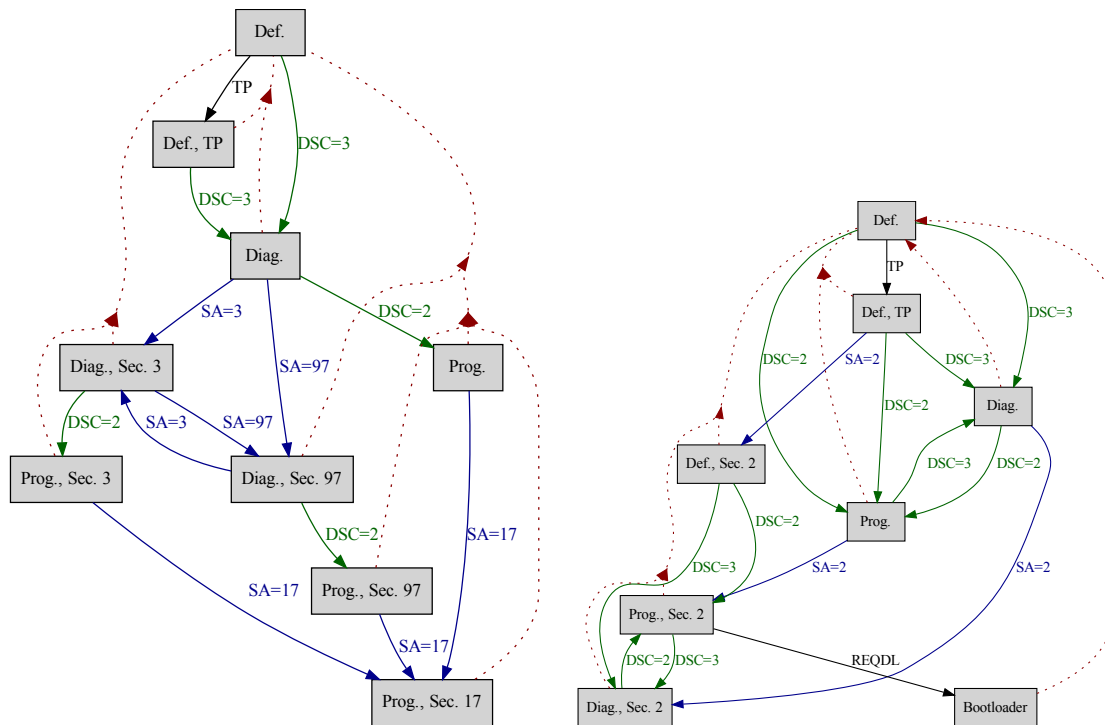 Def.
TP
Def., TP
DSC=3
DSC=3
Diag.
SA=3
DSC=2
SA=97
Diag., Sec. 3
Prog.
DSC=2
SA=3
SA=97
Prog., Sec. 3
Diag., Sec. 97
DSC=2
SA=17
Prog., Sec. 97
SA=17
SA=17
Prog., Sec. 17
Def.
TP
Def., TP
DSC=3
DSC=2
SA=2
DSC=3
DSC=2
Diag.
Def., Sec. 2
DSC=3
DSC=2
Prog.
DSC=2
DSC=3
SA=2
SA=2
Prog., Sec. 2
DSC=2
DSC=3
REQDL
Diag., Sec. 2
Bootloader